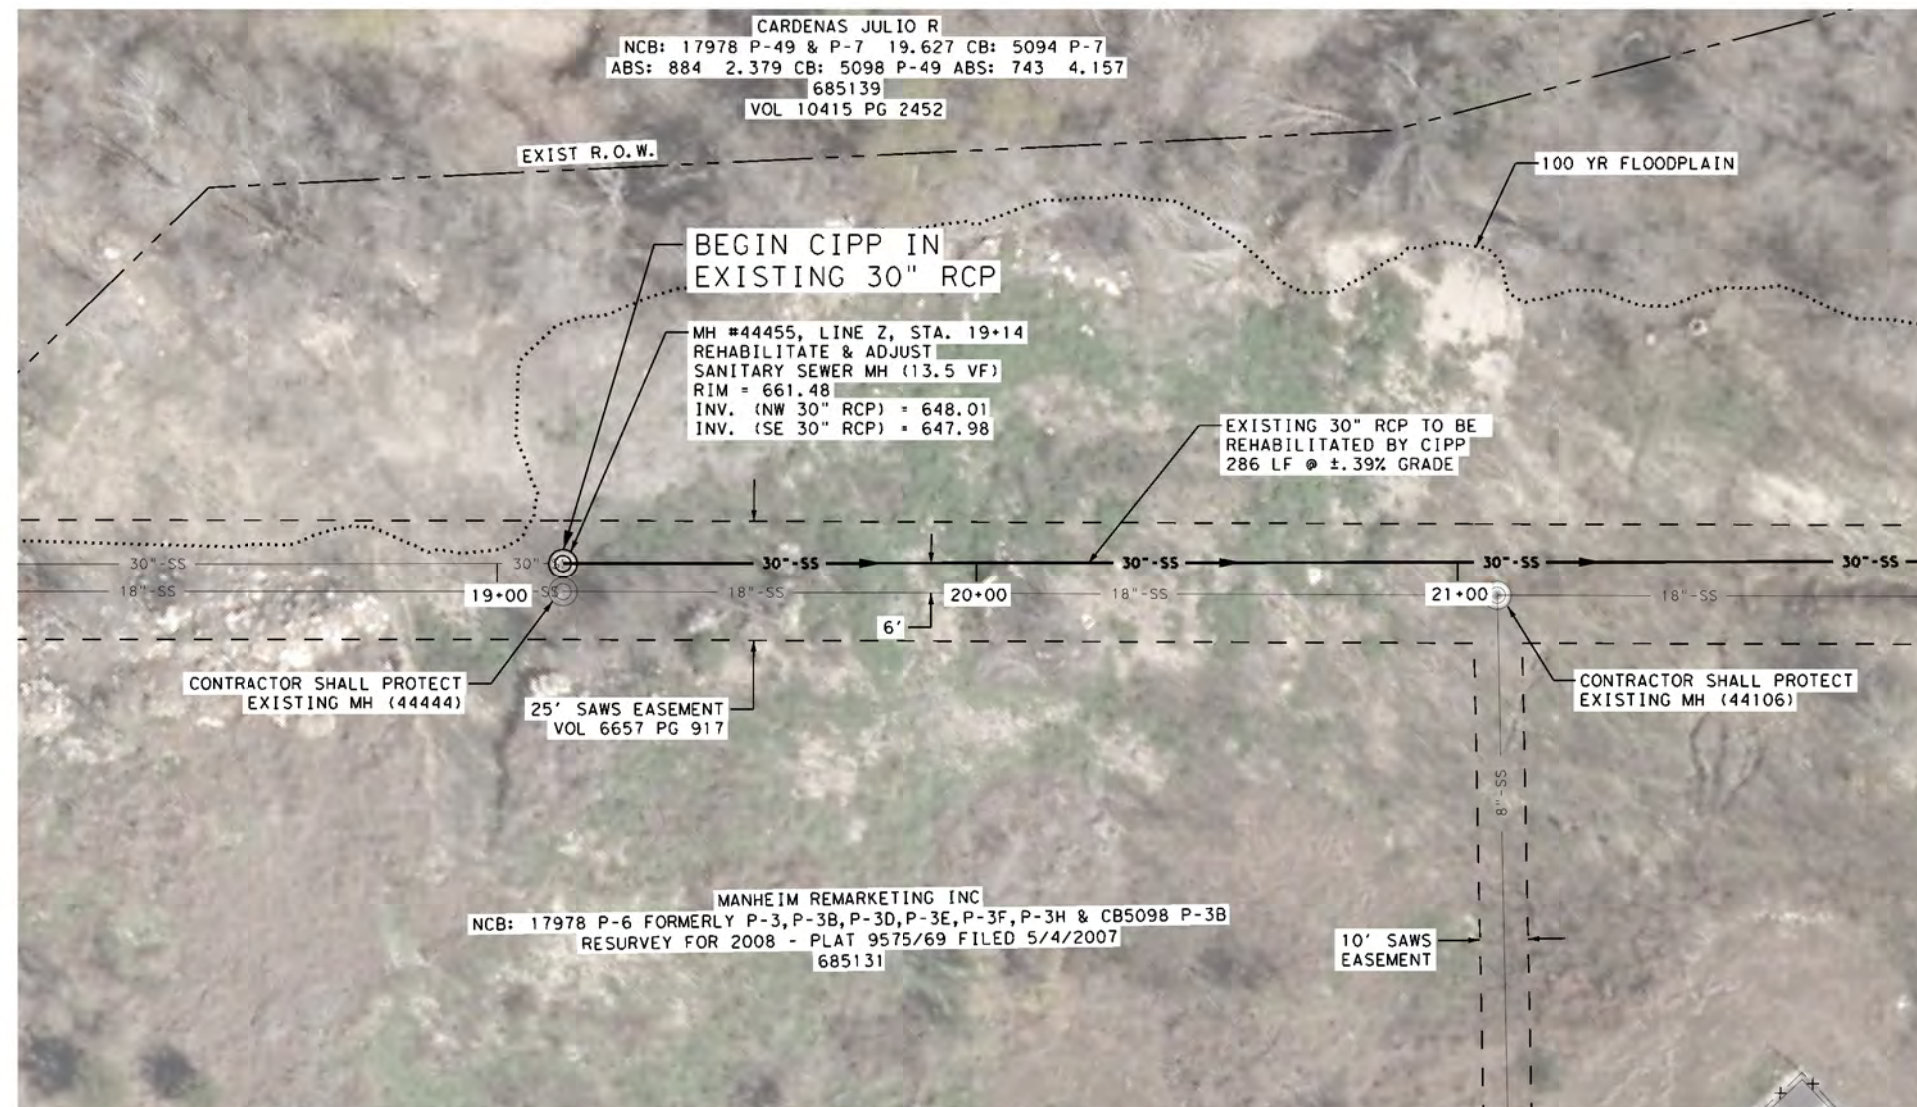 CARDENAS JULIO R
NCB: 17978 P-49 & P-7 19.627 CB: 5094 P-7
ABS: 884 2.379 CB: 5098 P-49 ABS: 743 4.157
685139
VOL 10415 PG 2452
EXIST R.O.W.
100 YR FLOODPLAIN
BEGIN CIPP IN
EXISTING 30" RCP
MH #44455, LINE Z, STA. 19+14
REHABILITATE & ADJUST
SANITARY SEWER MH (13.5 VF)
RIM = 661.48
INV. (NW 30" RCP) = 648.01
INV. (SE 30" RCP) = 647.98
EXISTING 30" RCP TO BE
REHABILITATED BY CIPP
286 LF @ ±.39% GRADE
30"-SS
30"-SS
30"-SS
30"-SS
30"-SS
30"-SS
18"-SS
19+00
SS
18"-SS
20+00
18"-SS
21+00
18"-SS
6'
CONTRACTOR SHALL PROTECT
EXISTING MH (44444)
25' SAWS EASEMENT
VOL 6657 PG 917
CONTRACTOR SHALL PROTECT
EXISTING MH (44106)
8"-SS
MANHEIM REMARKETING INC
NCB: 17978 P-6 FORMERLY P-3,P-3B,P-3D,P-3E,P-3F,P-3H & CB5098 P-3B
RESURVEY FOR 2008 - PLAT 9575/69 FILED 5/4/2007
685131
10' SAWS
EASEMENT